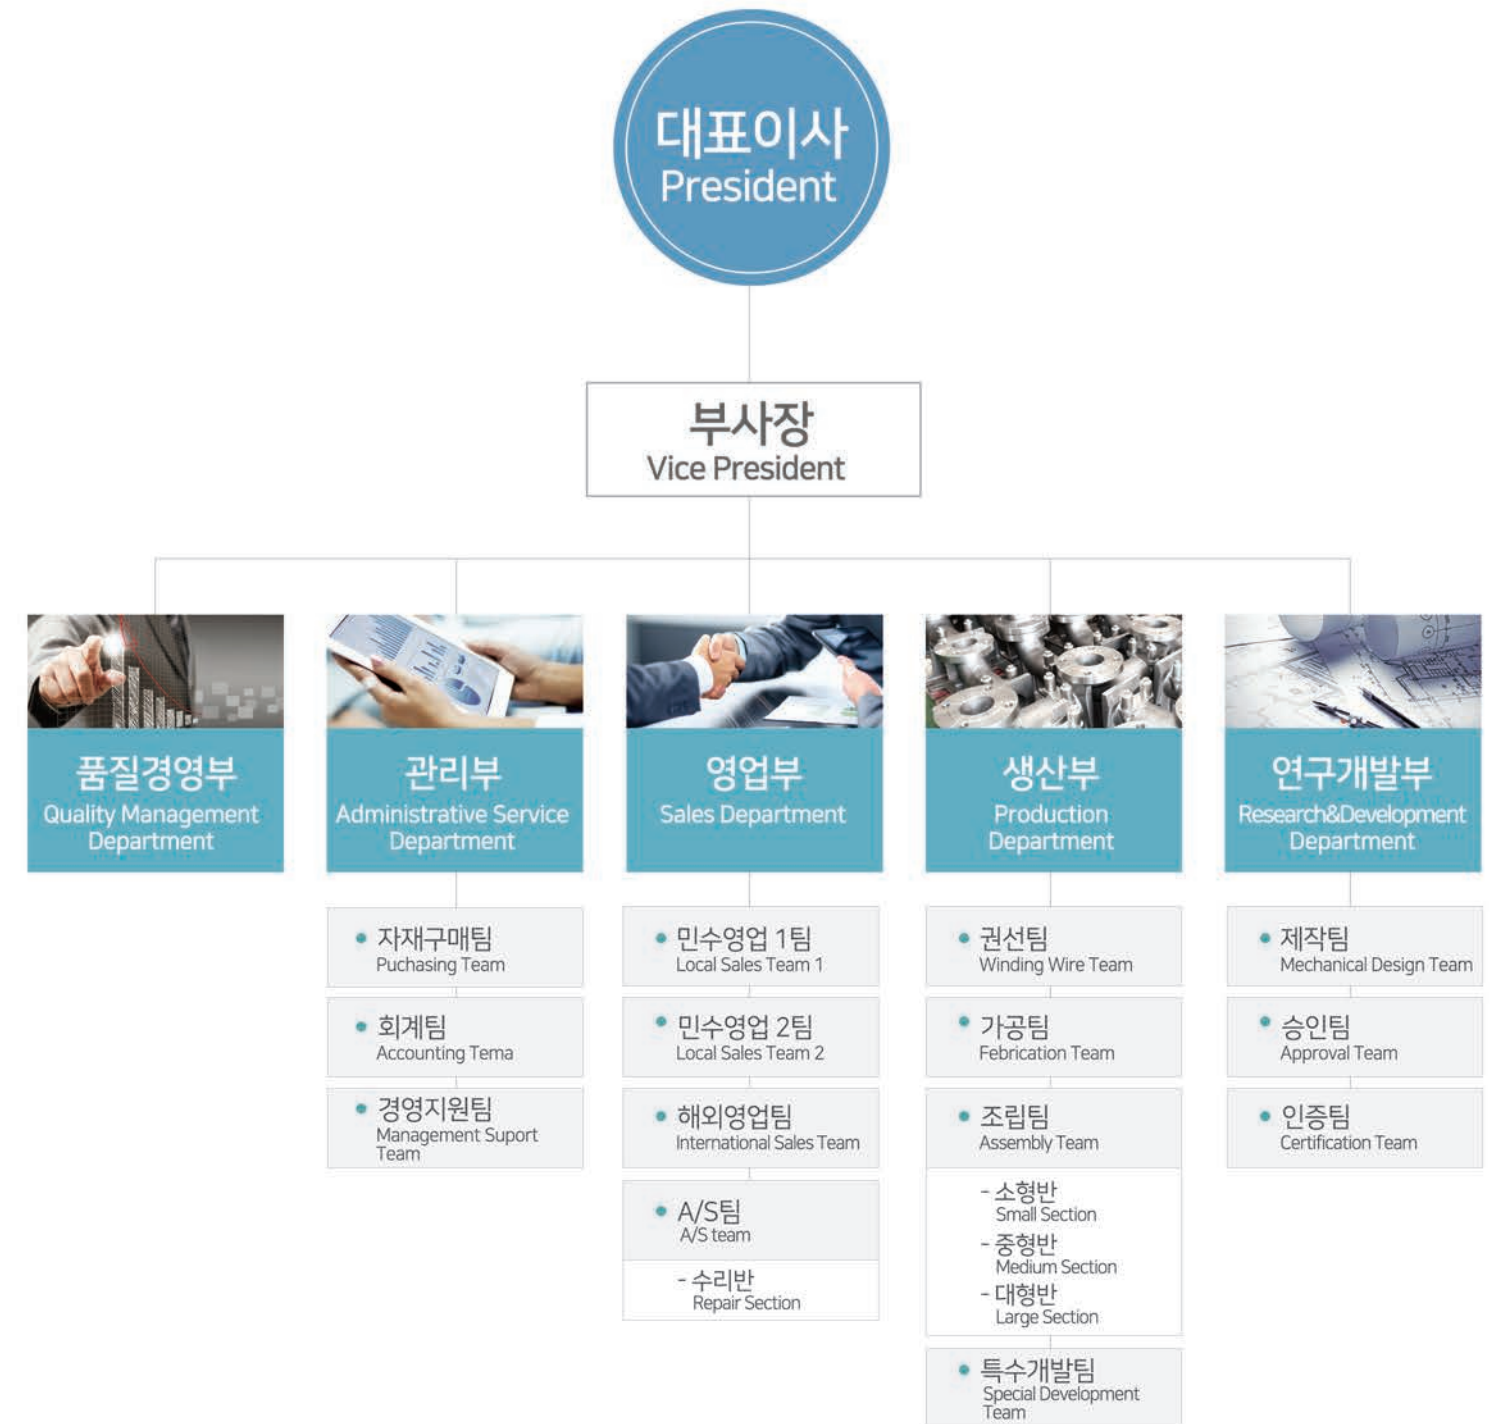 대표이사
President
부사장
Vice President
품질경영부
Quality Management
Department
관리부
Administrative Service
Department
영업부
Sales Department
생산부
Production
Department
연구개발부
Research&Development
Department
자재구매팀
Puchasing Team
회계팀
Accounting Tema
경영지원팀
Management Suport
Team
민수영업 1팀
Local Sales Team 1
민수영업 2팀
Local Sales Team 2
해외영업팀
International Sales Team
A/S팀
A/S team
- 수리반
Repair Section
권선팀
Winding Wire Team
가공팀
Febrication Team
조립팀
Assembly Team
- 소형반
Small Section
- 중형반
Medium Section
- 대형반
Large Section
특수개발팀
Special Development
Team
제작팀
Mechanical Design Team
승인팀
Approval Team
인증팀
Certification Team